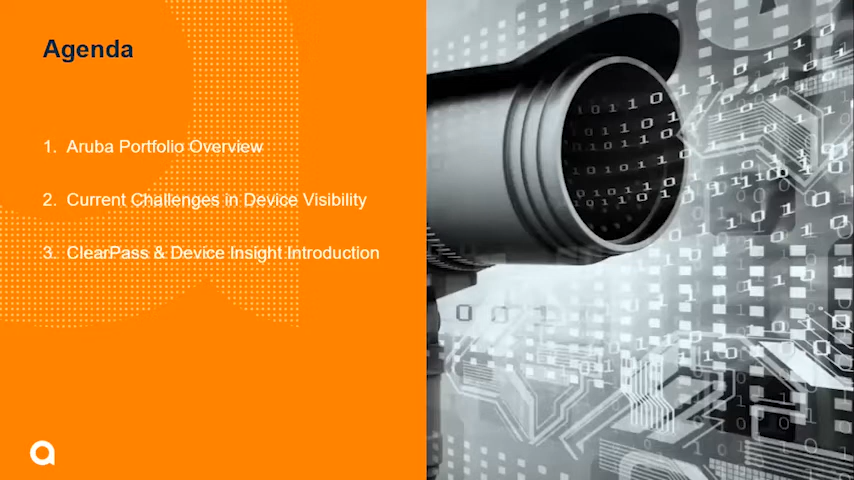 Agenda
1. Aruba Portfolio Overview
2. Current Challenges in Device Visibility
3. ClearPass & Device Insight Introduction